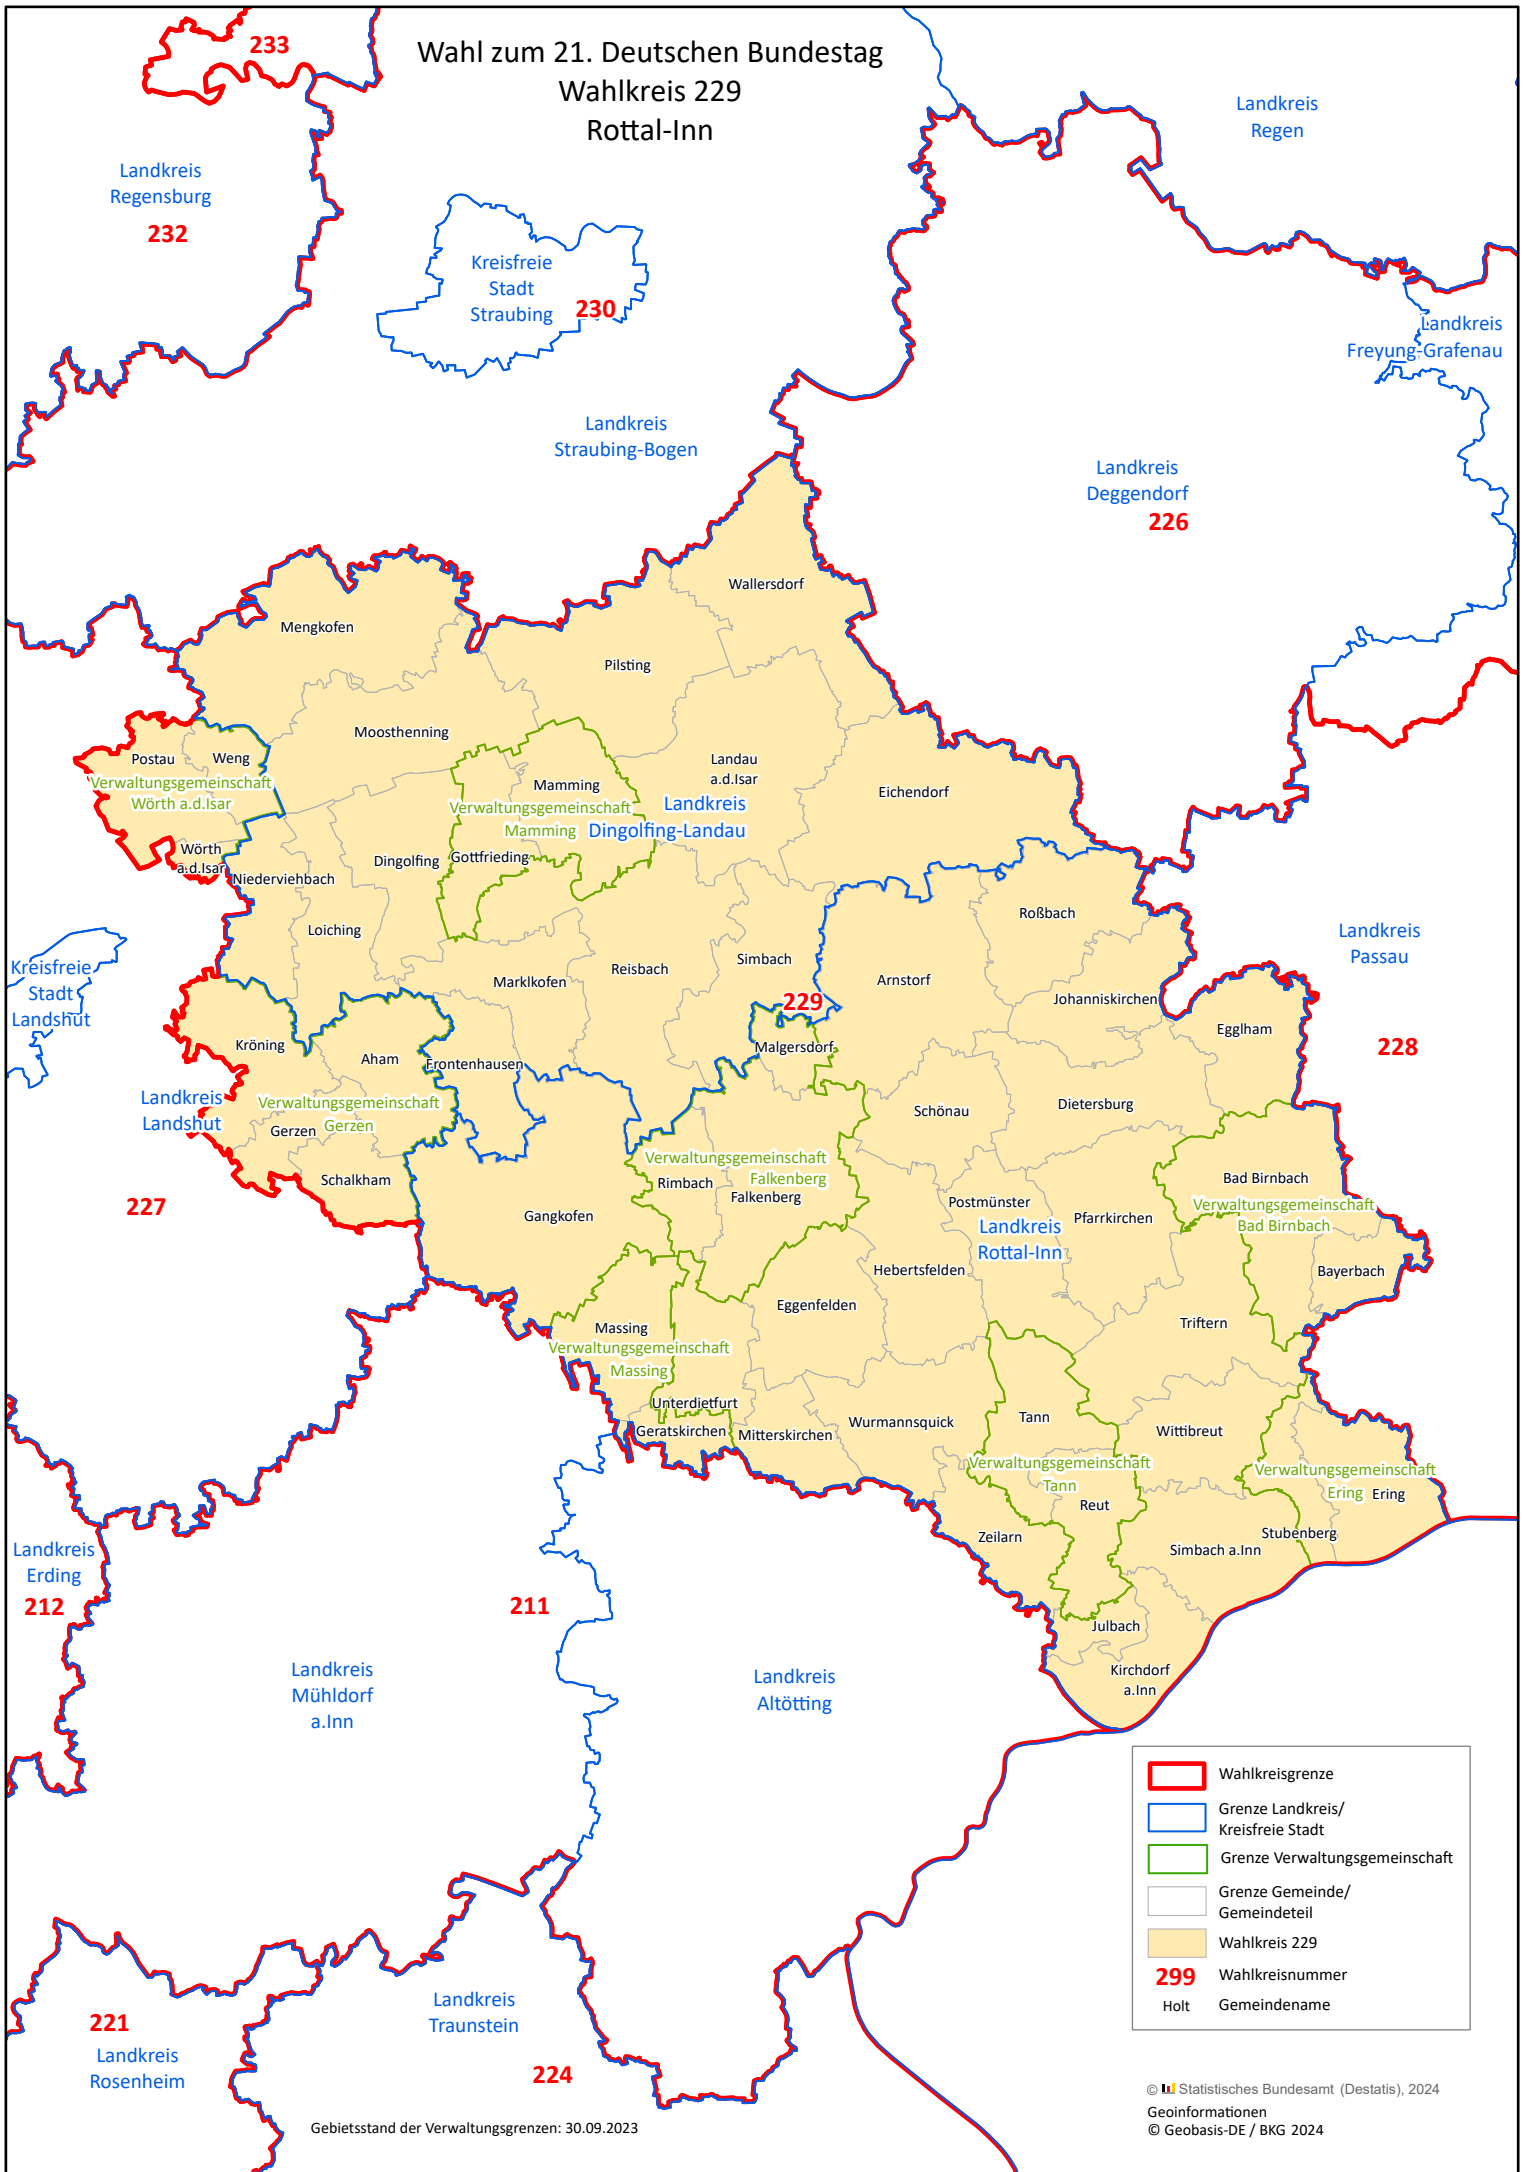 Wahl zum 21. Deutschen Bundestag
Wahlkreis 229
Rottal-Inn
233
Landkreis
Regensburg
232
Kreisfreie
Stadt
Straubing
230
Landkreis
Regen
Landkreis
Freyung-Grafenau
Landkreis
Straubing-Bogen
Landkreis
Deggendorf
226
Wallersdorf
Mengkofen
Pilsting
Moosthenning
Postau
Weng
Verwaltungsgemeinschaft
Wörth a.d.Isar
Landau
a.d.Isar
Mamming
Verwaltungsgemeinschaft
Mamming
Landkreis
Dingolfing-Landau
Eichendorf
Wörth
a.d.Isar
Dingolfing
Gottfrieding
Niederviehbach
Loiching
Roßbach
Landkreis
Passau
Kreisfreie
Stadt
Landshut
Marklkofen
Reisbach
Simbach
Arnstorf
229
Johanniskirchen
Egglham
228
Kröning
Aham
Frontenhausen
Malgersdorf
Landkreis
Landshut
Verwaltungsgemeinschaft
Gerzen
Gerzen
Schönau
Dietersburg
Schalkham
227
Verwaltungsgemeinschaft
Falkenberg
Rimbach
Falkenberg
Gangkofen
Postmünster
Landkreis
Rottal-Inn
Pfarrkirchen
Bad Birnbach
Verwaltungsgemeinschaft
Bad Birnbach
Hebertsfelden
Bayerbach
Eggenfelden
Triftern
Massing
Verwaltungsgemeinschaft
Massing
Unterdietfurt
Geratskirchen
Mitterskirchen
Wurmannsquick
Tann
Wittibreut
Verwaltungsgemeinschaft
Tann
Reut
Verwaltungsgemeinschaft
Ering
Ering
Zeilarn
Stubenberg
Simbach a.Inn
Landkreis
Erding
212
211
Julbach
Kirchdorf
a.Inn
Landkreis
Mühldorf
a.Inn
Landkreis
Altötting
Wahlkreisgrenze
Grenze Landkreis/
Kreisfreie Stadt
Grenze Verwaltungsgemeinschaft
Grenze Gemeinde/
Gemeindeteil
Wahlkreis 229
299 Wahlkreisnummer
Holt Gemeindename
221
Landkreis
Rosenheim
Landkreis
Traunstein
224
Gebietsstand der Verwaltungsgrenzen: 30.09.2023
© Statistisches Bundesamt (Destatis), 2024
Geoinformationen
© Geobasis-DE / BKG 2024